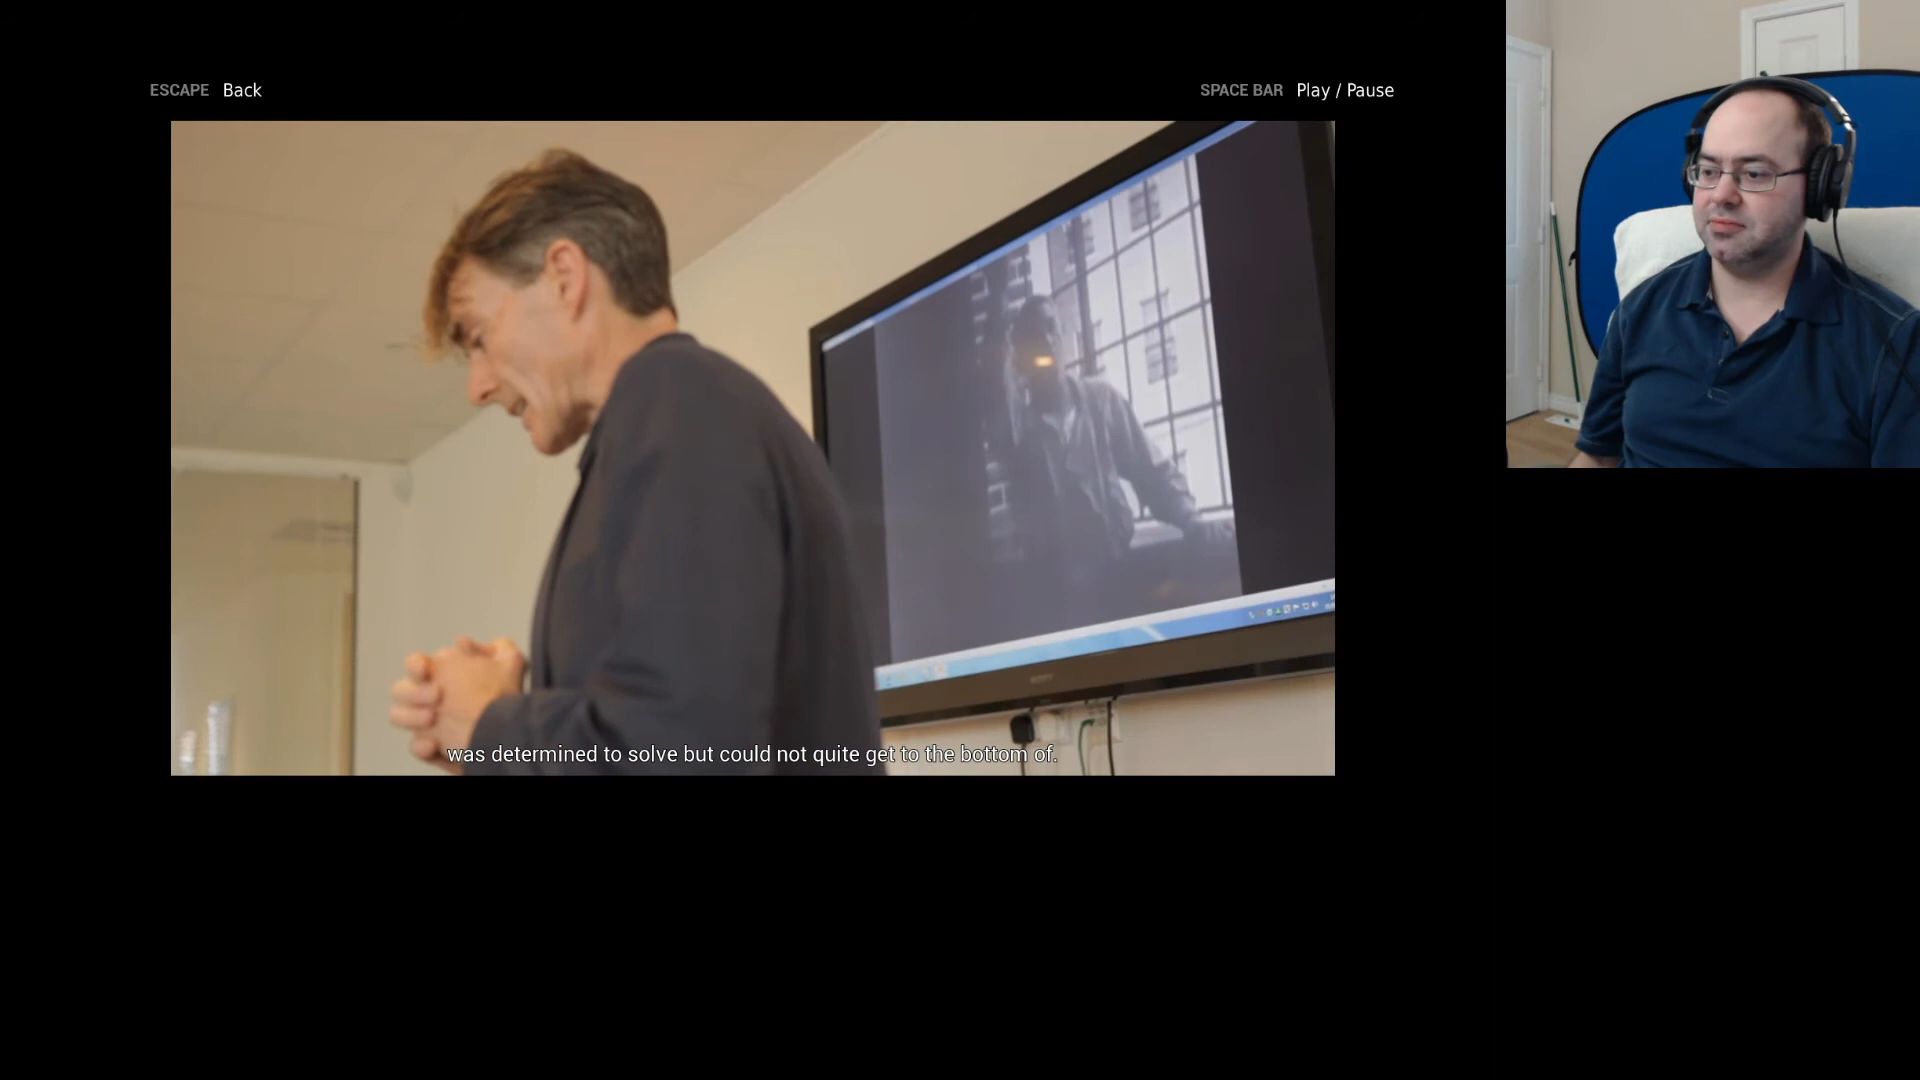 ESCAPE Back
SPACE BAR Play / Pause
was determined to solve but could not quite get to the bottom of.